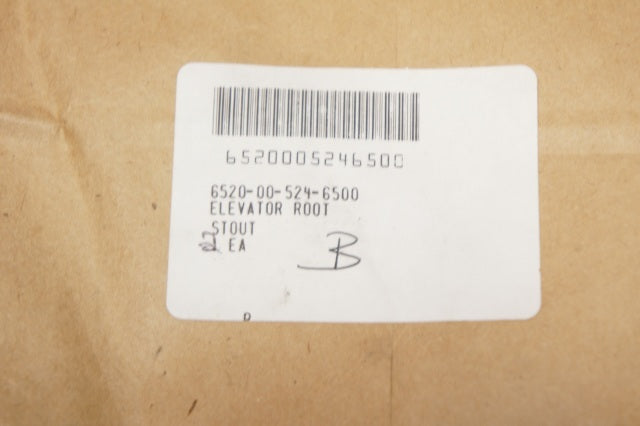 6520005246500
6520-00-524-6500
ELEVATOR ROOT
STOUT
EA
B